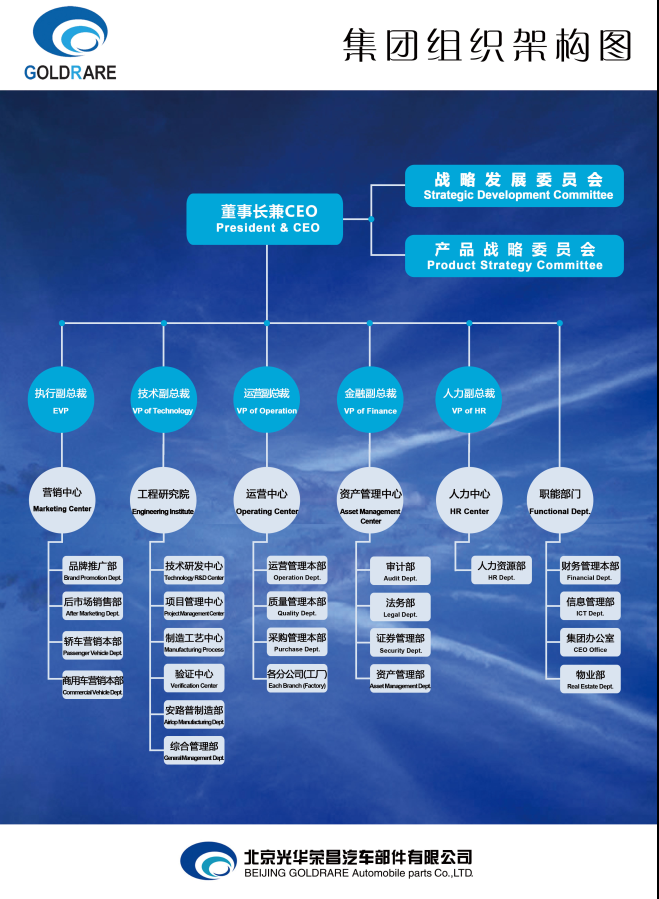 GOLDRARE
集团组织架构图
战略发展委员会
Strategic Development Committee
董事长兼CEO
President & CEO
产品战略委员会
Product Strategy Committee
执行副总裁
EVP
技术副总裁
VP of Technology
运营副总裁
VP of Operation
金融副总裁
VP of Finance
人力副总裁
VP of HR
营销中心
Marketing Center
工程研究院
Engineering Institute
运营中心
Operating Center
资产管理中心
Asset Management
Center
人力中心
HR Center
职能部门
Functional Dept.
品牌推广部
Brand Promotion Dept.
后市场销售部
After Marketing Dept.
轿车营销本部
Passenger Vehicle Dept.
商用车营销本部
Commercial Vehicle Dept.
技术研发中心
Technology R&D Center
项目管理中心
Project Management Center
制造工艺中心
Manufacturing Process
验证中心
Verification Center
安路普制造部
Airlop Manufacturing Dept.
综合管理部
General Management Dept.
运营管理本部
Operation Dept.
质量管理本部
Quality Dept.
采购管理本部
Purchase Dept.
各分公司(工厂)
Each Branch (Factory)
审计部
Audit Dept.
法务部
Legal Dept.
证券管理部
Security Dept.
资产管理部
Asset Management Dept.
人力资源部
HR Dept.
财务管理本部
Financial Dept.
信息管理部
ICT Dept.
集团办公室
CEO Office
物业部
Real Estate Dept.
北京光华荣昌汽车部件有限公司
BEIJING GOLDRARE Automobile parts Co.,LTD.